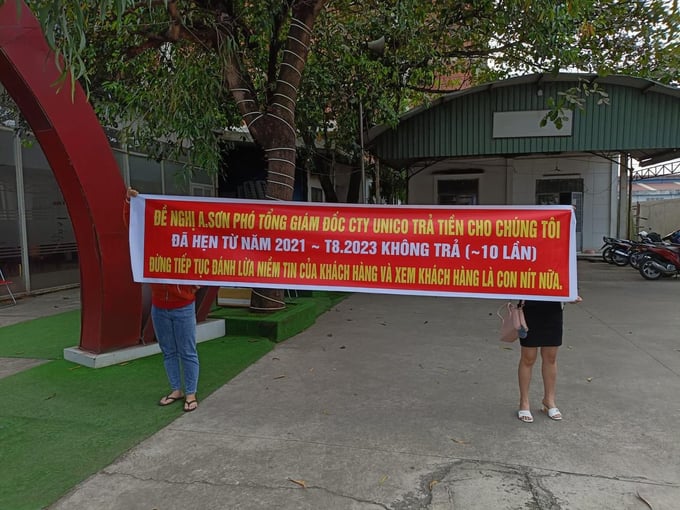 ĐỀ NGHỊ A.SƠN PHÓ TỔNG GIÁM ĐỐC CTY UNICO TRẢ TIỀN CHO CHÚNG TÔI
ĐÃ HẸN TỪ NĂM 2021 ~ T8.2023 KHÔNG TRẢ (~10 LẦN)
ĐỪNG TIẾP TỤC ĐÁNH LỪA NIỀM TIN CỦA KHÁCH HÀNG VÀ XEM KHÁCH HÀNG LÀ CON NÍT NỮA.